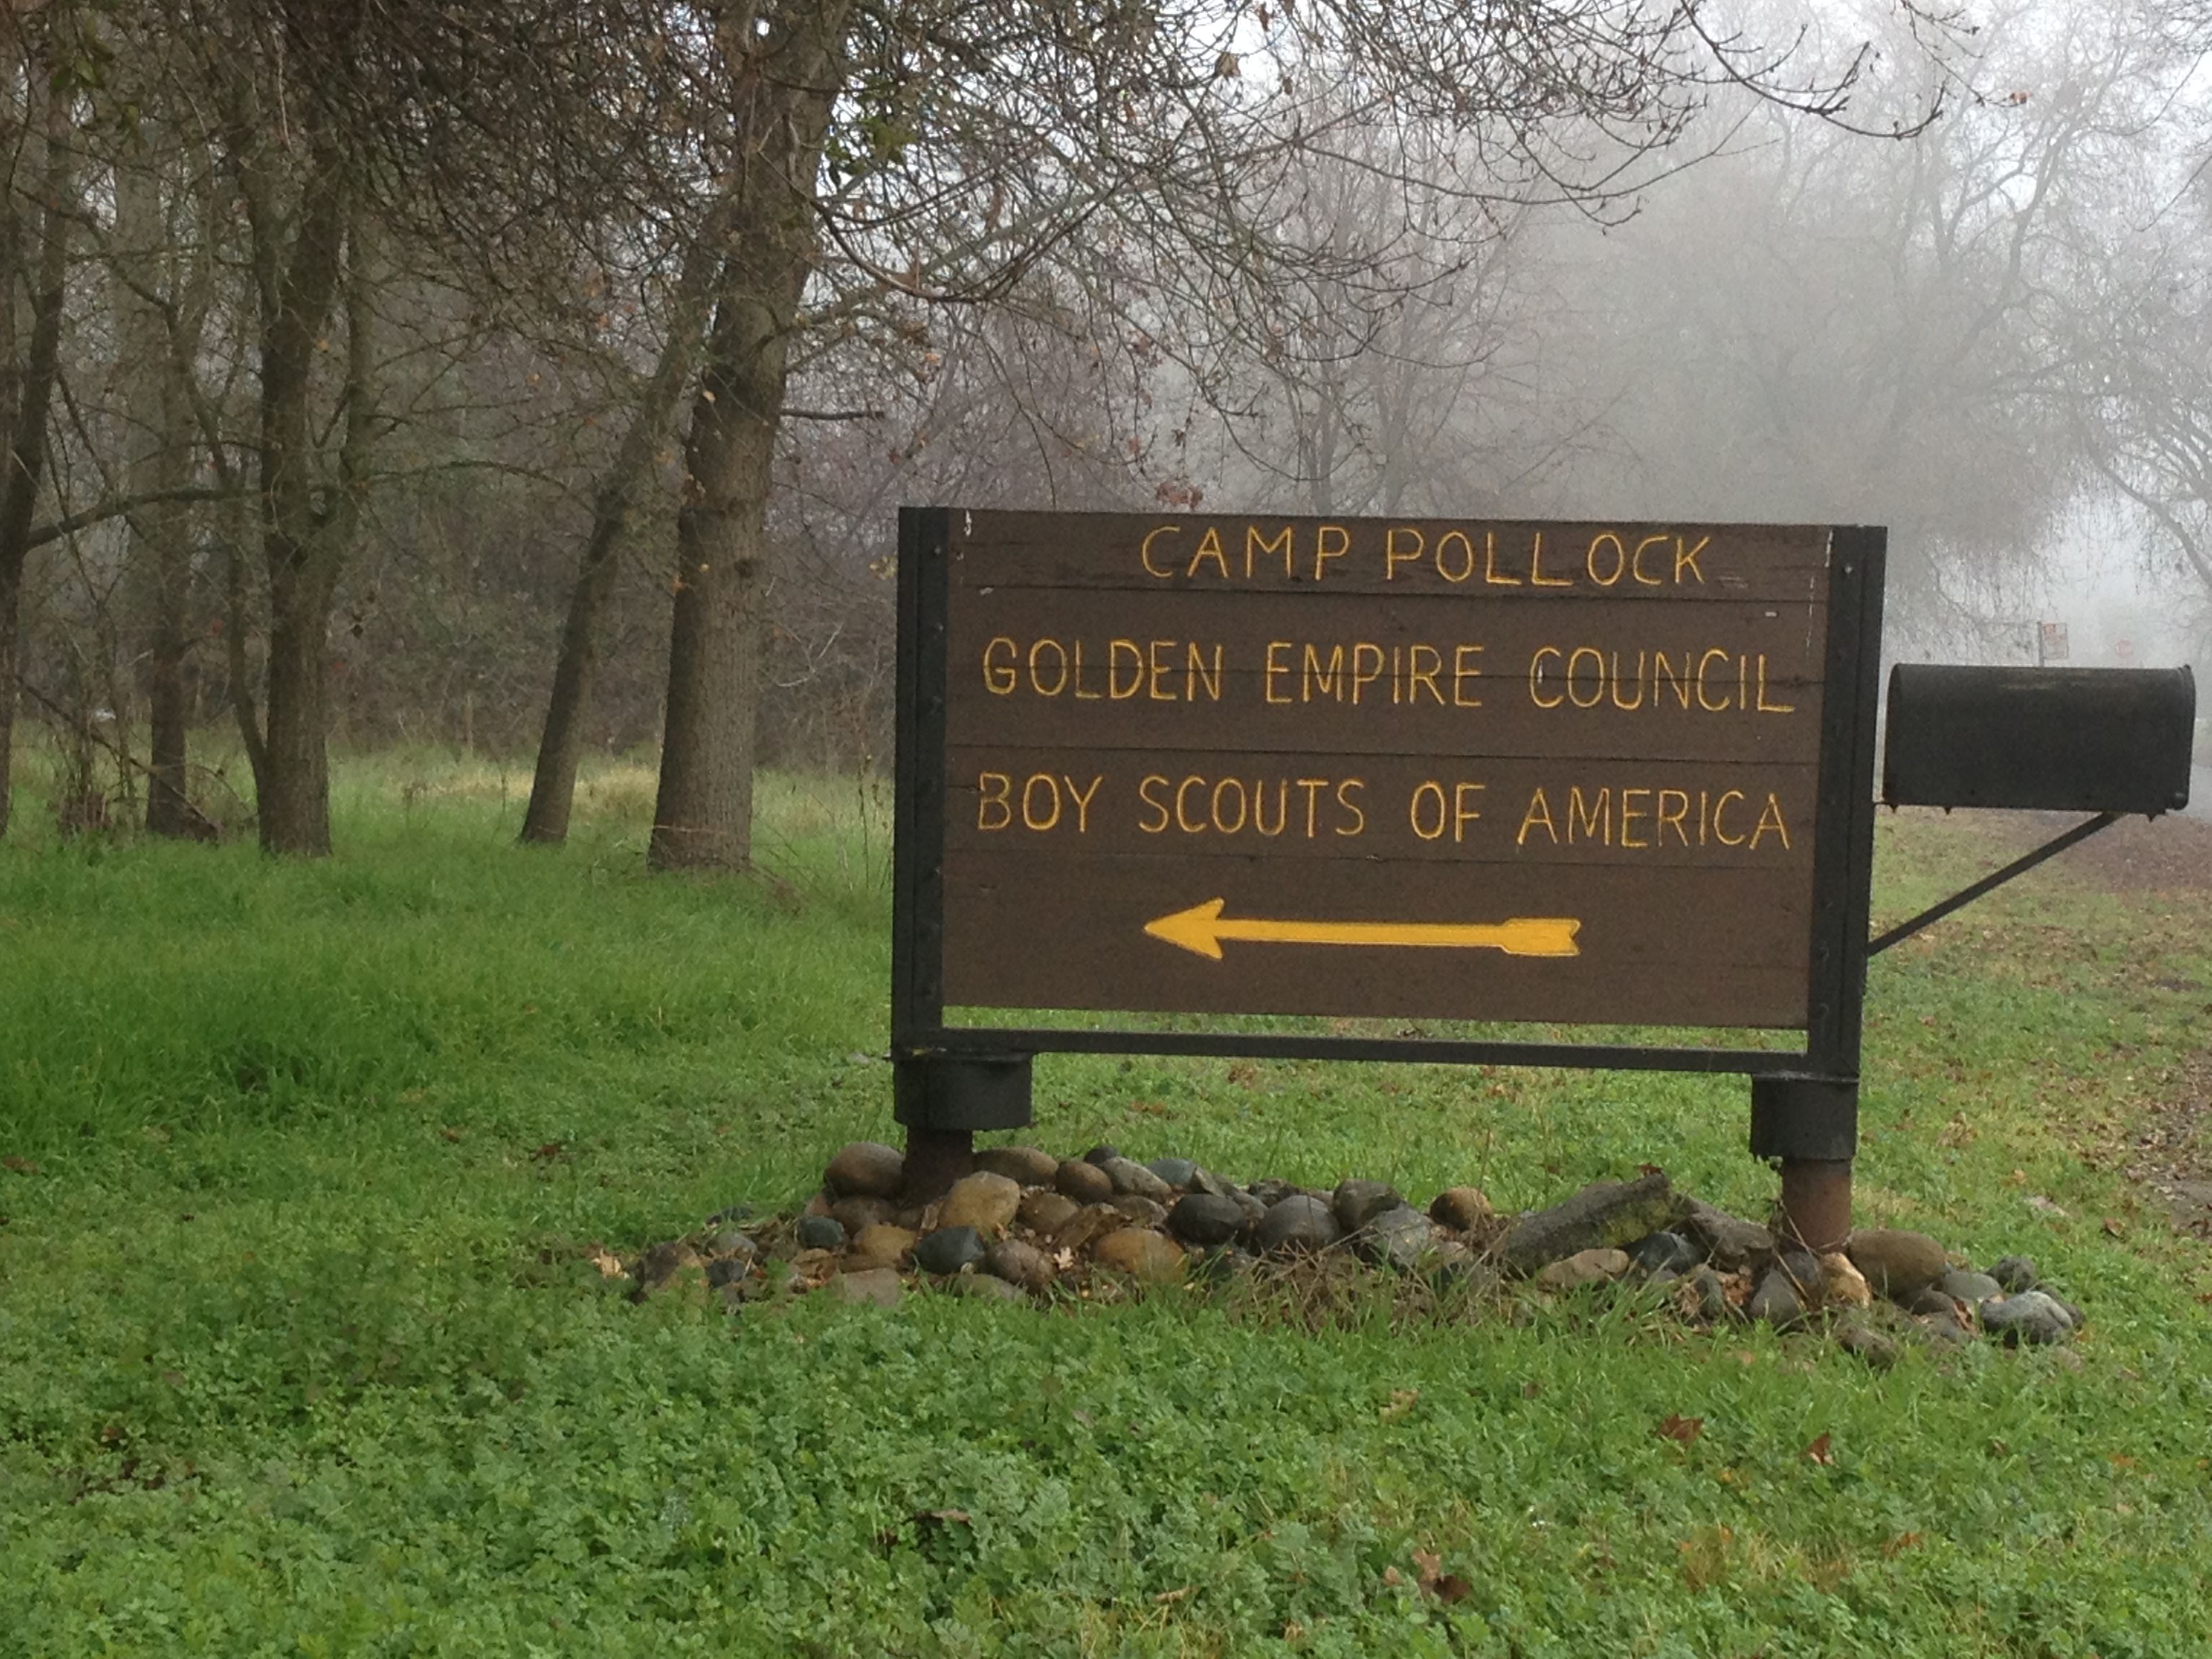 CAMP POLLOCK
GOLDEN EMPIRE COUNCIL
BOY SCOUTS OF AMERICA